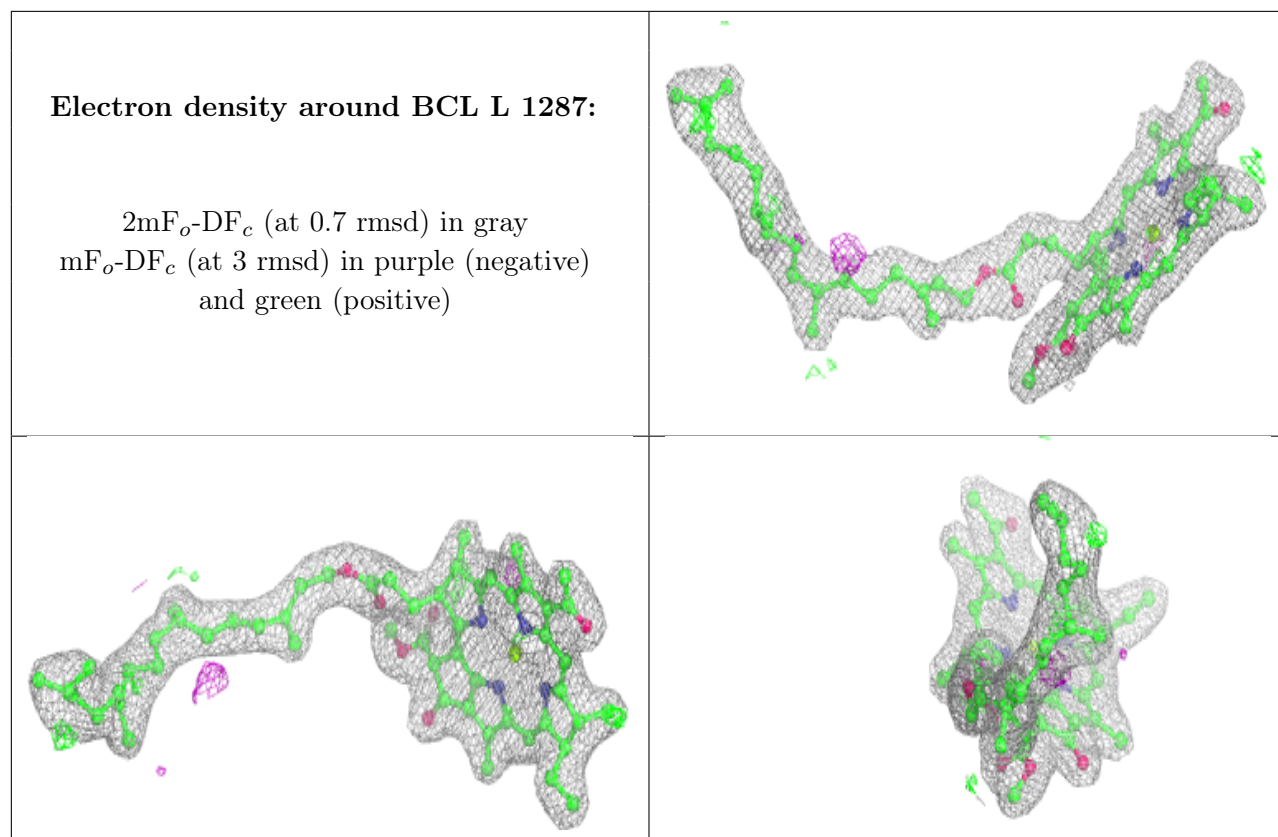 Electron density around BCL L 1287:
2mFo-DFc (at 0.7 rmsd) in gray
mFo-DFc (at 3 rmsd) in purple (negative)
and green (positive)